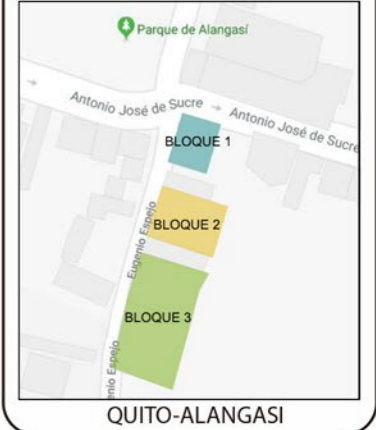 Parque de Alangasí
Antonio José de Sucre
Antonio José de Sucre
BLOQUE 1
BLOQUE 2
Eugenio Espejo
BLOQUE 3
nio Espejo
QUITO-ALANGASI